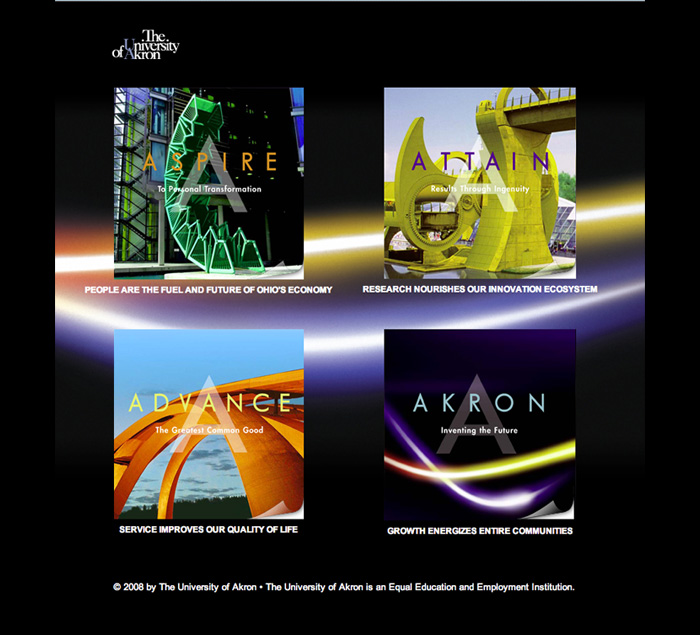 The
University
of Akron
ASPIRE
To Personal Transformation
PEOPLE ARE THE FUEL AND FUTURE OF OHIO'S ECONOMY
ATTAIN
Results Through Ingenuity
RESEARCH NOURISHES OUR INNOVATION ECOSYSTEM
ADVANCE
The Greatest Common Good
SERVICE IMPROVES OUR QUALITY OF LIFE
AKRON
Inventing the Future
GROWTH ENERGIZES ENTIRE COMMUNITIES
© 2008 by The University of Akron • The University of Akron is an Equal Education and Employment Institution.